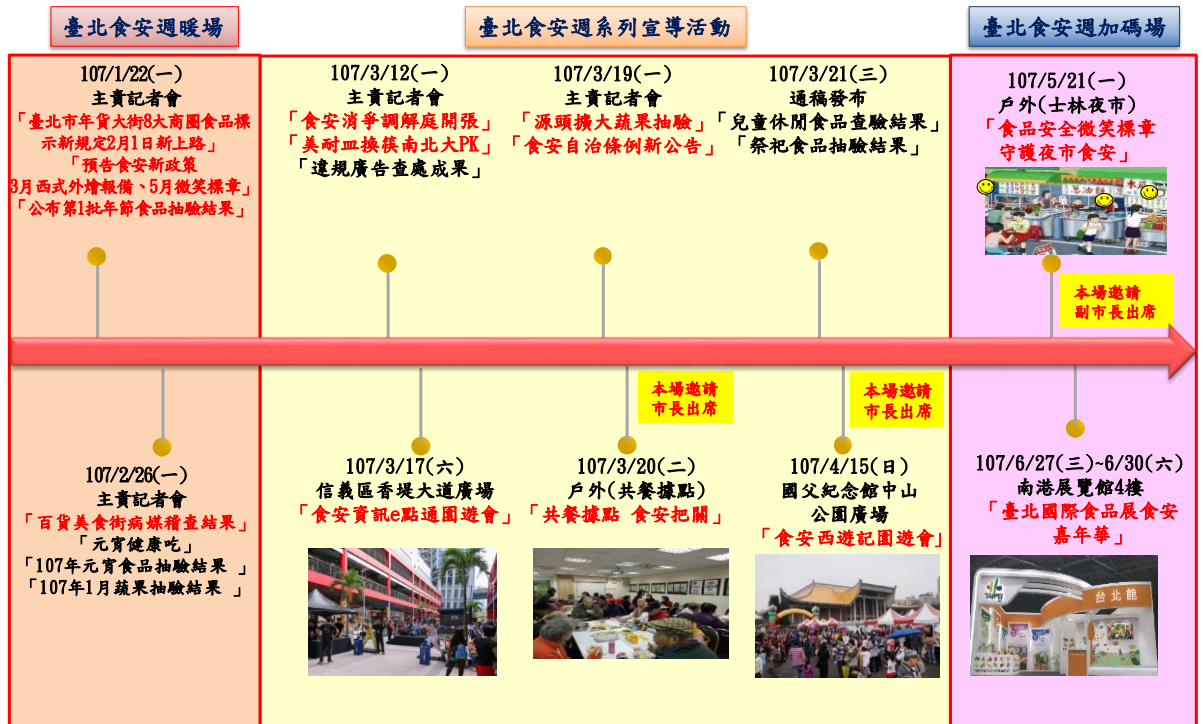 臺北食安週暖場
臺北食安週系列宣導活動
臺北食安週加碼場
107/1/22(一)
主責記者會
「臺北市年貨大街8大商圈食品標
示新規定2月1日新上路」
「預告食安新政策
3月西式外燴報備、5月微笑標章」
「公布第1批年節食品抽驗結果」
107/3/12(一)
主責記者會
「食安消爭調解庭開張」
「美耐皿換筷南北大PK」
「違規廣告查處成果」
107/3/19(一)
主責記者會
「源頭擴大蔬果抽驗」
「食安自治條例新公告」
107/3/21(三)
通稿發布
「兒童休閒食品查驗結果」
「祭祀食品抽驗結果」
107/5/21(一)
戶外(士林夜市)
「食品安全微笑標章
守護夜市食安」
蔥油餅
本場邀請
副市長出席
107/2/26(一)
主責記者會
「百貨美食街病媒稽查結果」
「元宵健康吃」
「107年元宵食品抽驗結果 」
「107年1月蔬果抽驗結果 」
107/3/17(六)
信義區香堤大道廣場
「食安資訊e點通園遊會」
本場邀請
市長出席
107/3/20(二)
戶外(共餐據點)
「共餐據點 食安把關」
本場邀請
市長出席
107/4/15(日)
國父紀念館中山
公園廣場
「食安西遊記園遊會」
107/6/27(三)~6/30(六)
南港展覽館4樓
「臺北國際食品展食安
嘉年華」
TAIPEI
台北館